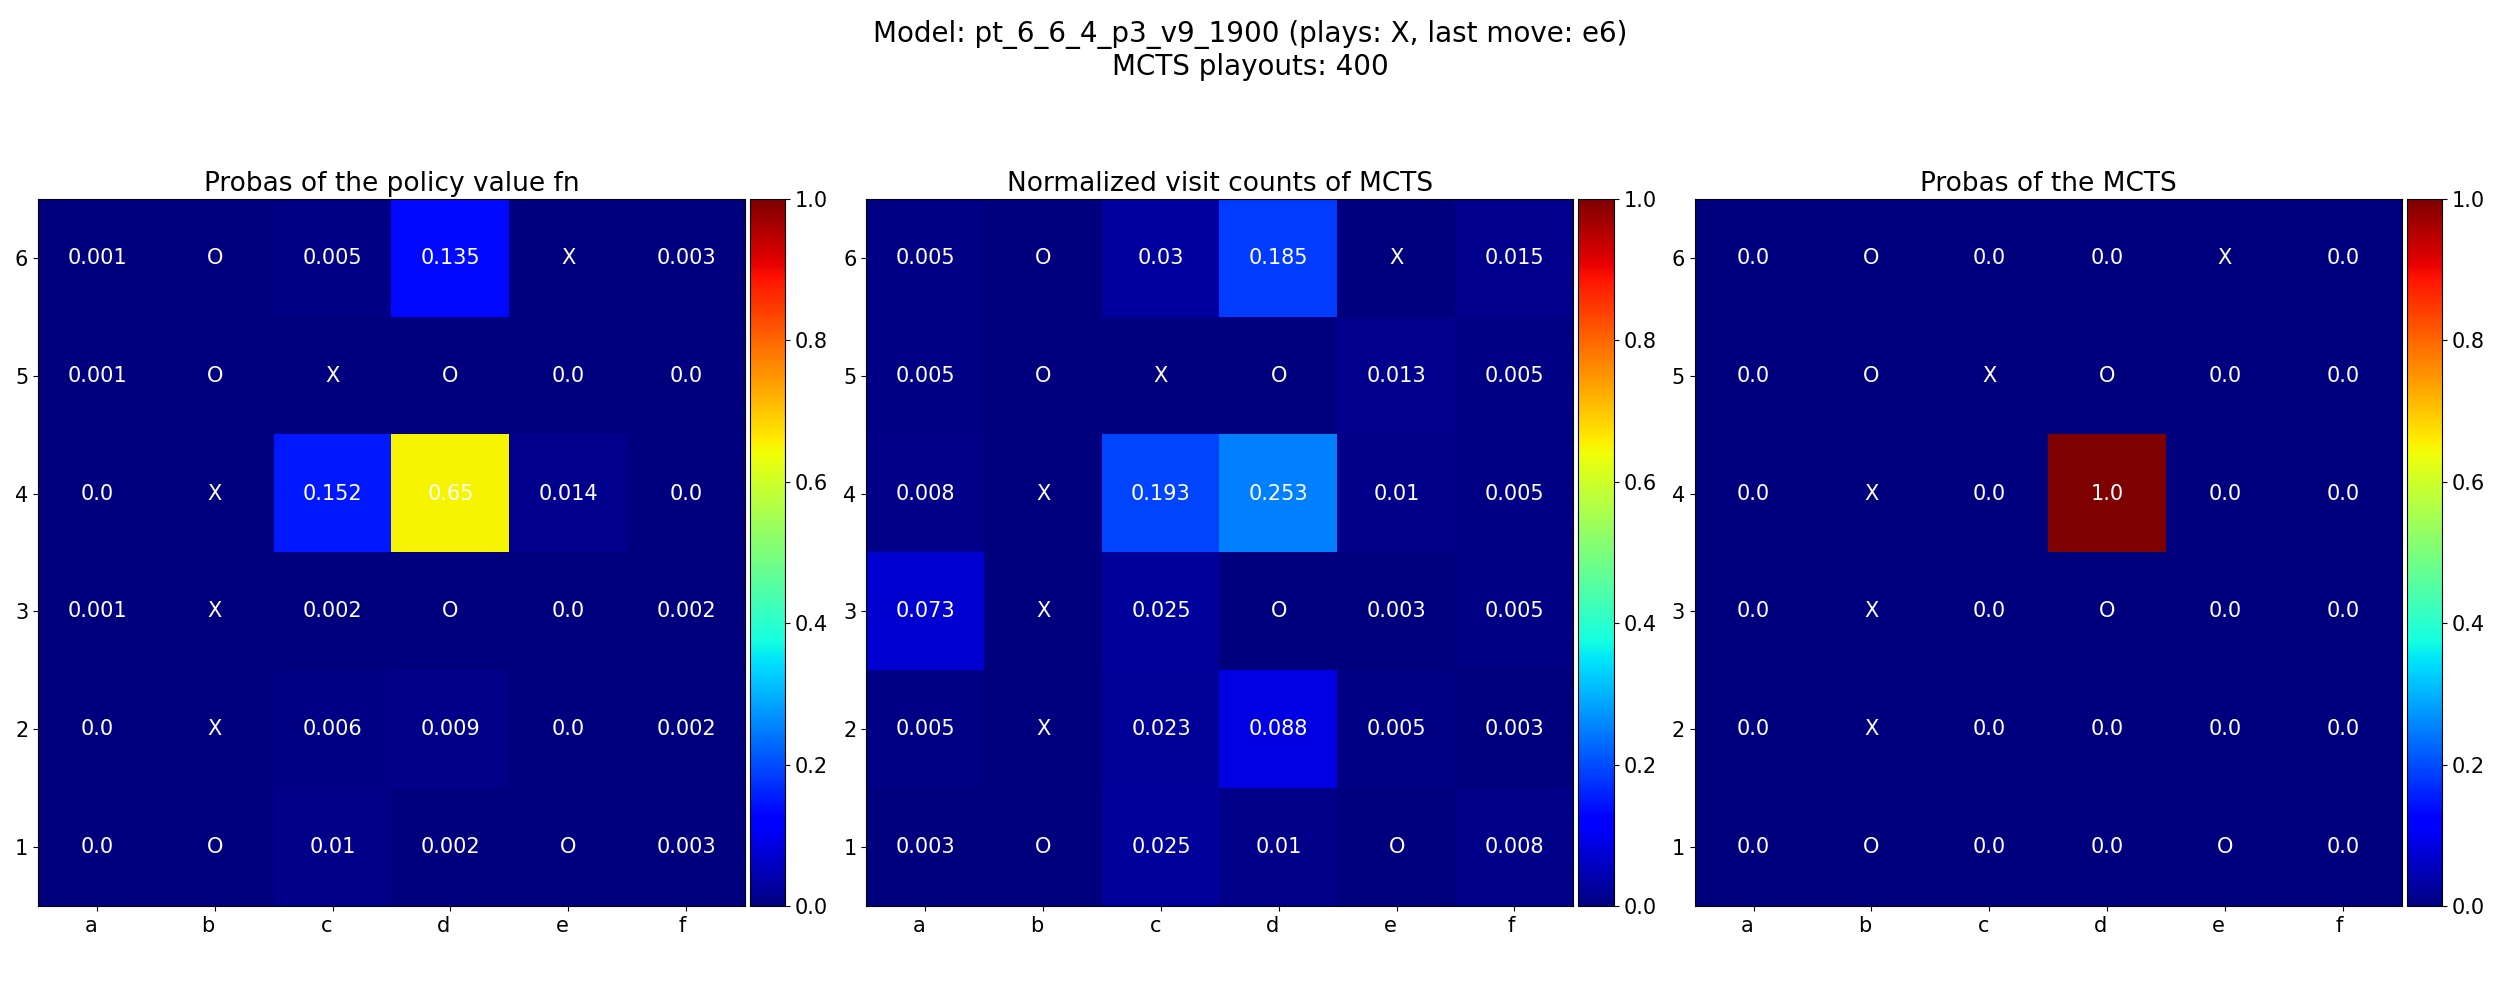 Model: pt_6_6_4_p3_v9_1900 (plays: X, last move: e6)
MCTS playouts: 400
Probas of the policy value fn
6 0.001 O 0.005 0.135 X 0.003
5 0.001 O X O 0.0 0.0
4 0.0 X 0.152 0.65 0.014 0.0
3 0.001 X 0.002 O 0.0 0.002
2 0.0 X 0.006 0.009 0.0 0.002
1 0.0 O 0.01 0.002 O 0.003
a b c d e f
1.0
0.8
0.6
0.4
0.2
0.0
Normalized visit counts of MCTS
6 0.005 O 0.03 0.185 X 0.015
5 0.005 O X O 0.013 0.005
4 0.008 X 0.193 0.253 0.01 0.005
3 0.073 X 0.025 O 0.003 0.005
2 0.005 X 0.023 0.088 0.005 0.003
1 0.003 O 0.025 0.01 O 0.008
a b c d e f
1.0
0.8
0.6
0.4
0.2
0.0
Probas of the MCTS
6 0.0 O 0.0 0.0 X 0.0
5 0.0 O X O 0.0 0.0
4 0.0 X 0.0 1.0 0.0 0.0
3 0.0 X 0.0 O 0.0 0.0
2 0.0 X 0.0 0.0 0.0 0.0
1 0.0 O 0.0 0.0 O 0.0
a b c d e f
1.0
0.8
0.6
0.4
0.2
0.0